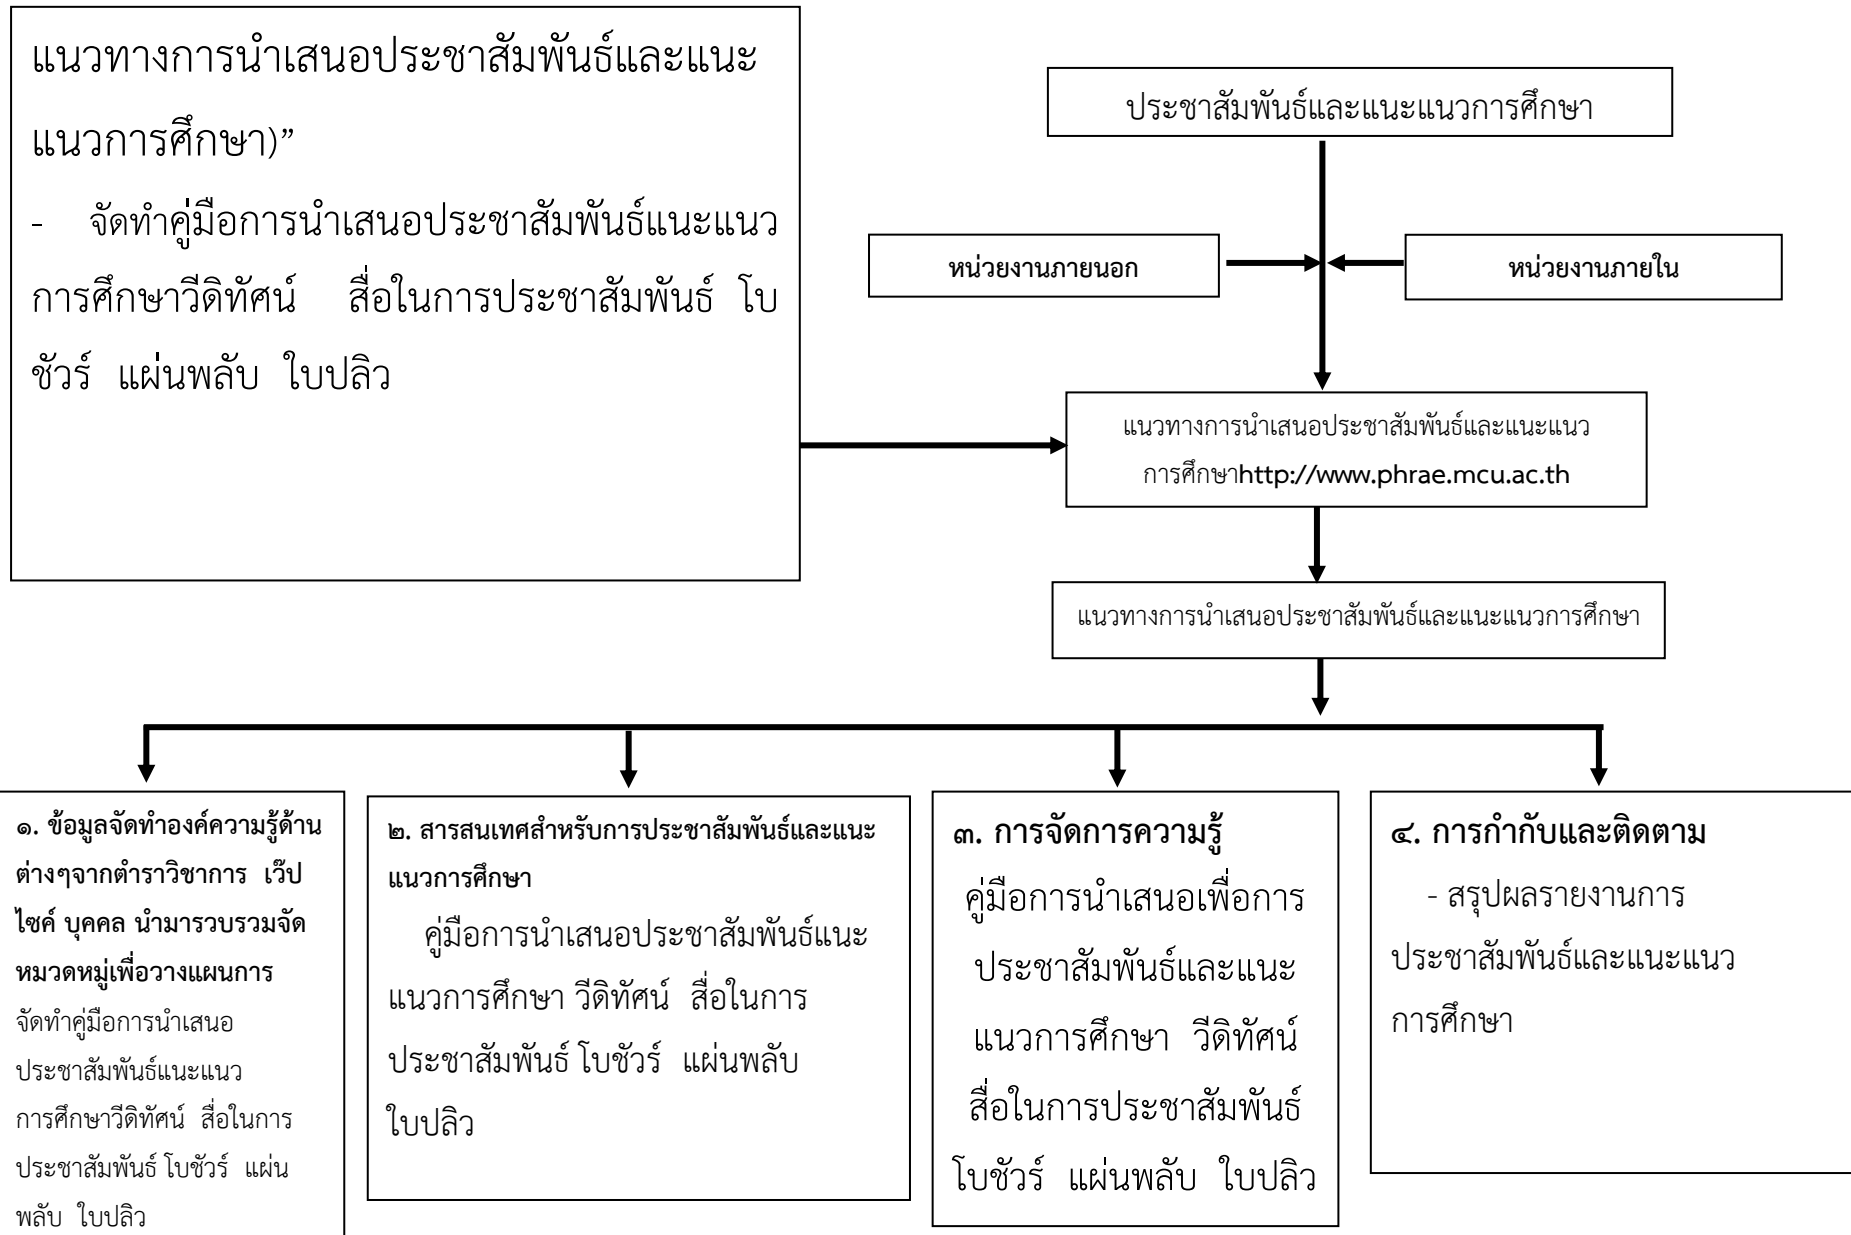 แนวทางการนำเสนอประชาสัมพันธ์และแนะ
แนวการศึกษา)”
- จัดทำคู่มือการนำเสนอประชาสัมพันธ์แนะแนว
การศึกษาวีดิทัศน์ สื่อในการประชาสัมพันธ์ โบ
ชัวร์ แผ่นพลับ ใบปลิว
ประชาสัมพันธ์และแนะแนวการศึกษา
หน่วยงานภายนอก
หน่วยงานภายใน
แนวทางการนำเสนอประชาสัมพันธ์และแนะแนว
การศึกษาhttp://www.phrae.mcu.ac.th
แนวทางการนำเสนอประชาสัมพันธ์และแนะแนวการศึกษา
๑. ข้อมูลจัดทำองค์ความรู้ด้าน
ต่างๆจากตำราวิชาการ เว๊ป
ไซค์ บุคคล นำมารวบรวมจัด
หมวดหมู่เพื่อวางแผนการ
จัดทำคู่มือการนำเสนอ
ประชาสัมพันธ์แนะแนว
การศึกษาวีดิทัศน์ สื่อในการ
ประชาสัมพันธ์ โบชัวร์ แผ่น
พลับ ใบปลิว
๒. สารสนเทศสำหรับการประชาสัมพันธ์และแนะ
แนวการศึกษา
คู่มือการนำเสนอประชาสัมพันธ์แนะ
แนวการศึกษา วีดิทัศน์ สื่อในการ
ประชาสัมพันธ์ โบชัวร์ แผ่นพลับ
ใบปลิว
๓. การจัดการความรู้
คู่มือการนำเสนอเพื่อการ
ประชาสัมพันธ์และแนะ
แนวการศึกษา วีดิทัศน์
สื่อในการประชาสัมพันธ์
โบชัวร์ แผ่นพลับ ใบปลิว
๔. การกำกับและติดตาม
- สรุปผลรายงานการ
ประชาสัมพันธ์และแนะแนว
การศึกษา